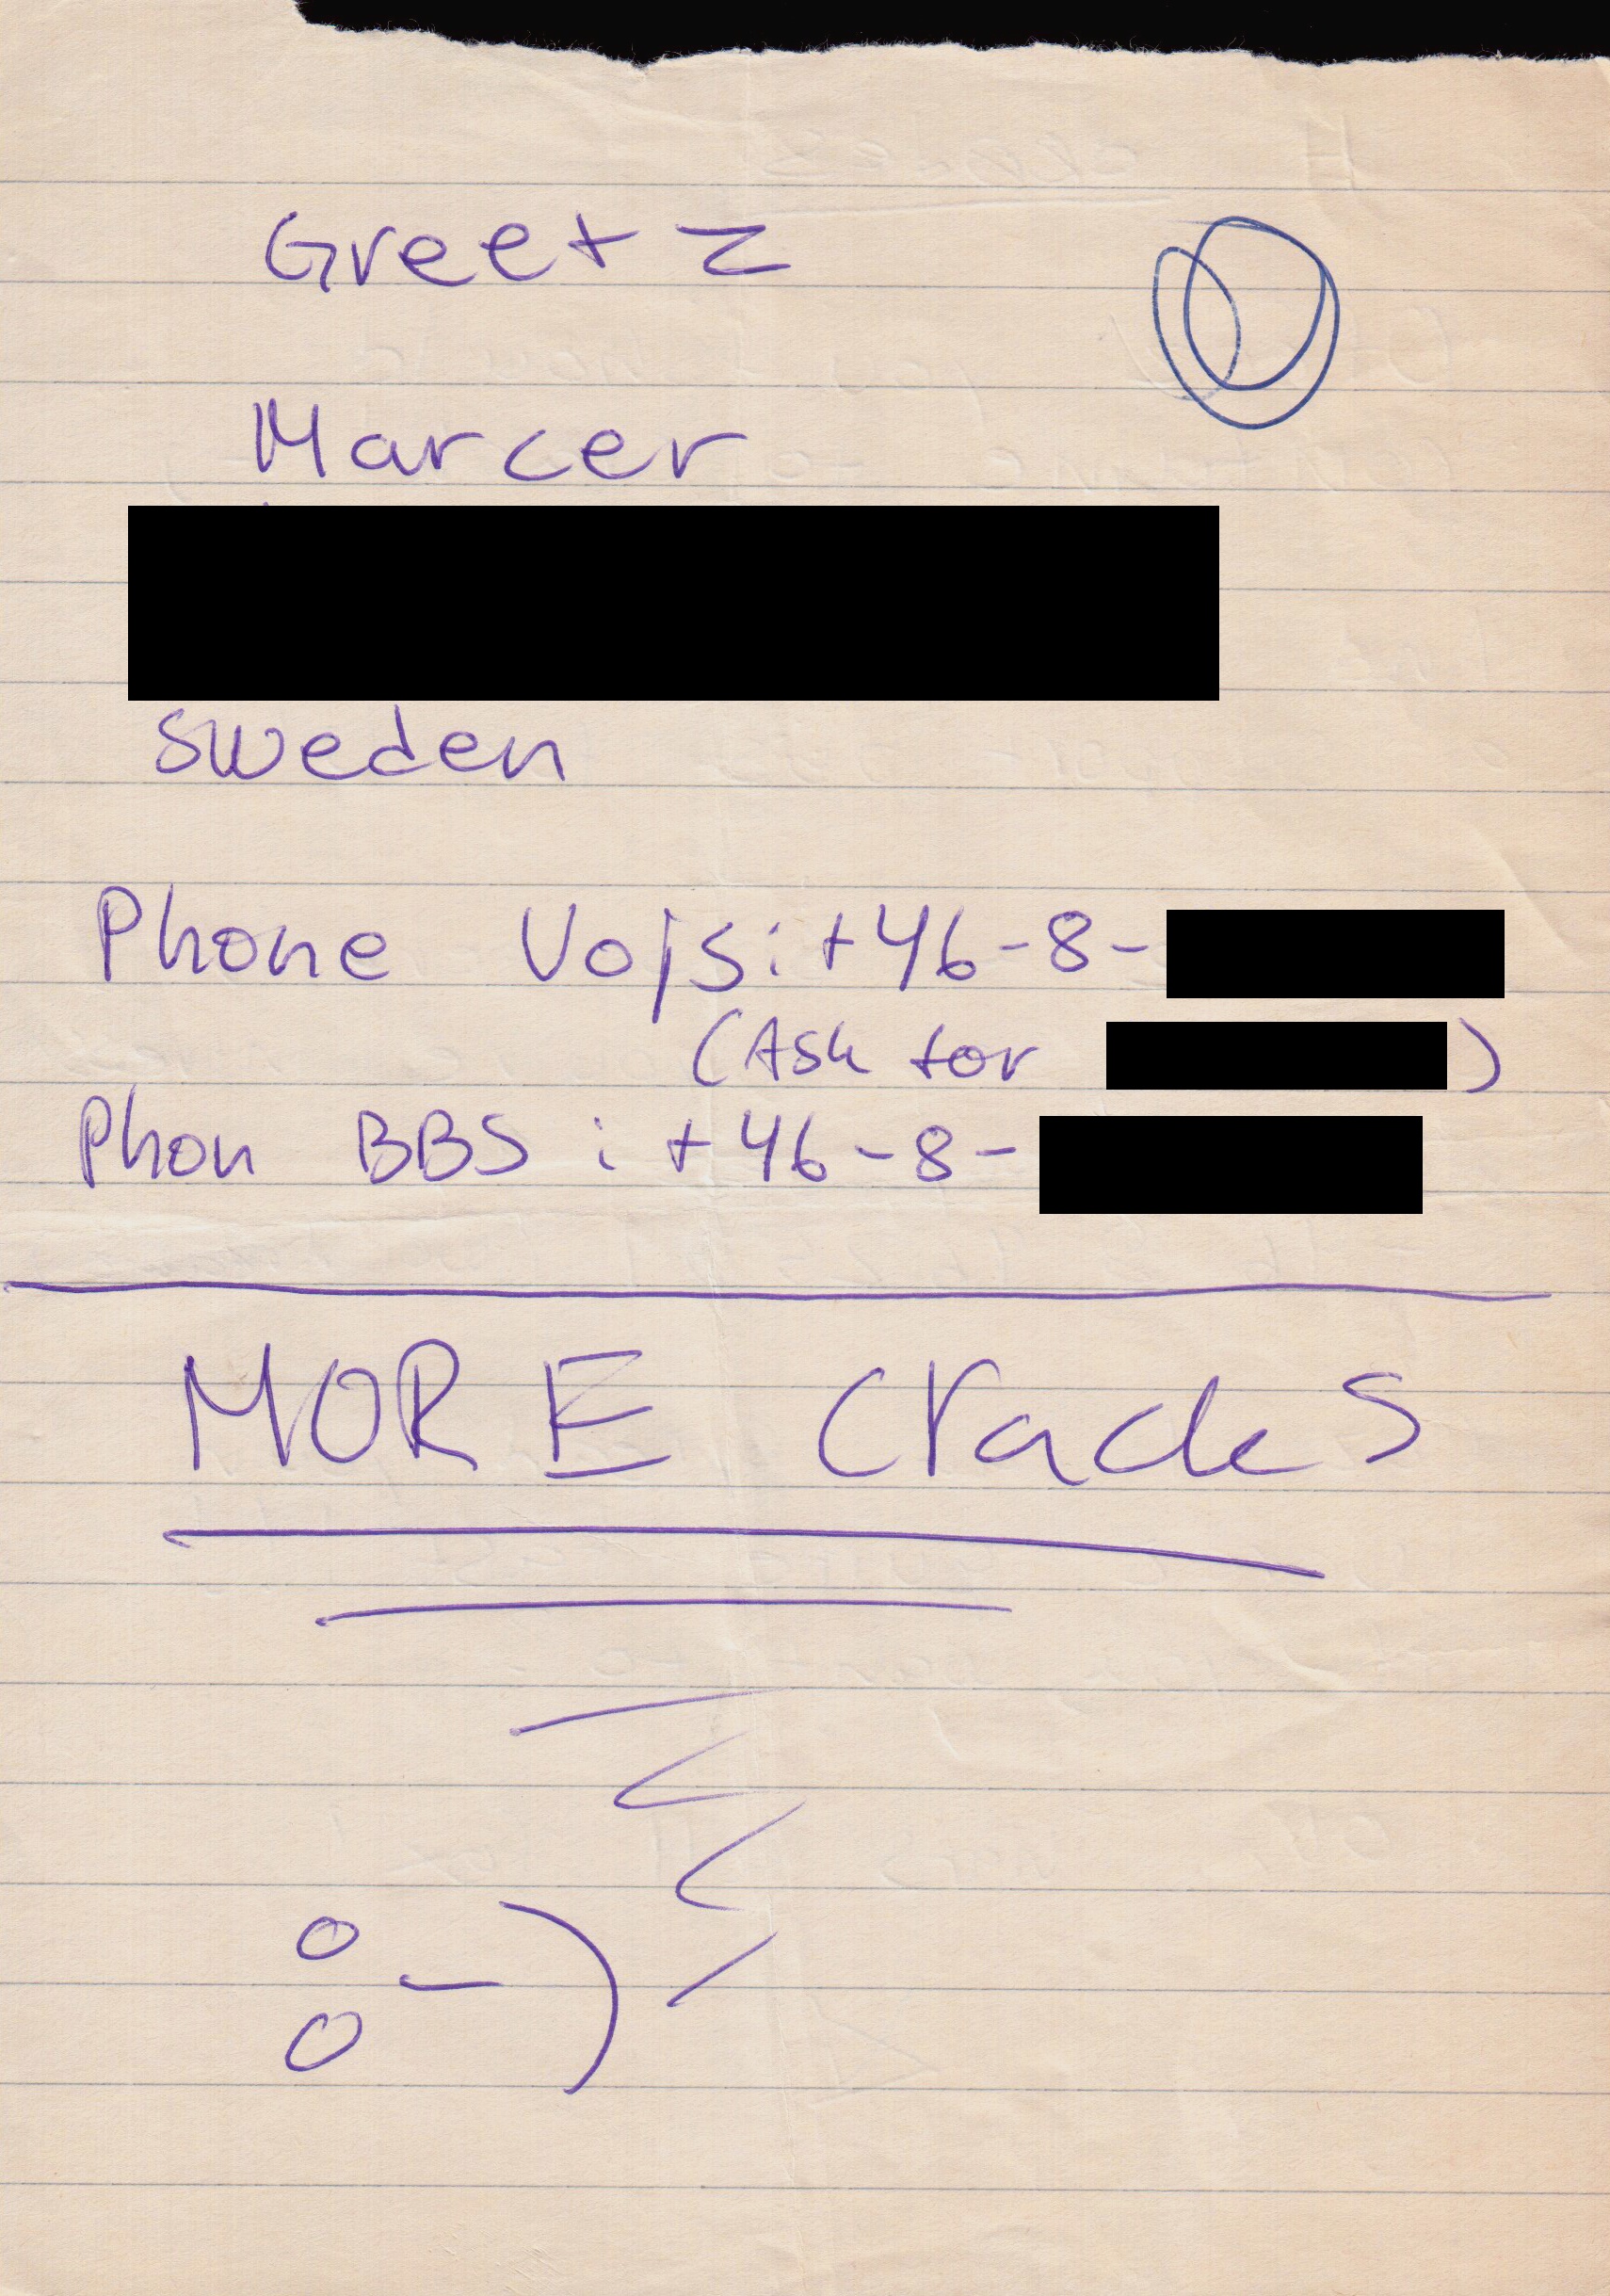 Greetz
Marcer
Sweden
Phone Vojs: +46-8-
(Ask for )
Phon BBS : +46-8-
MORE Cracks
:-)